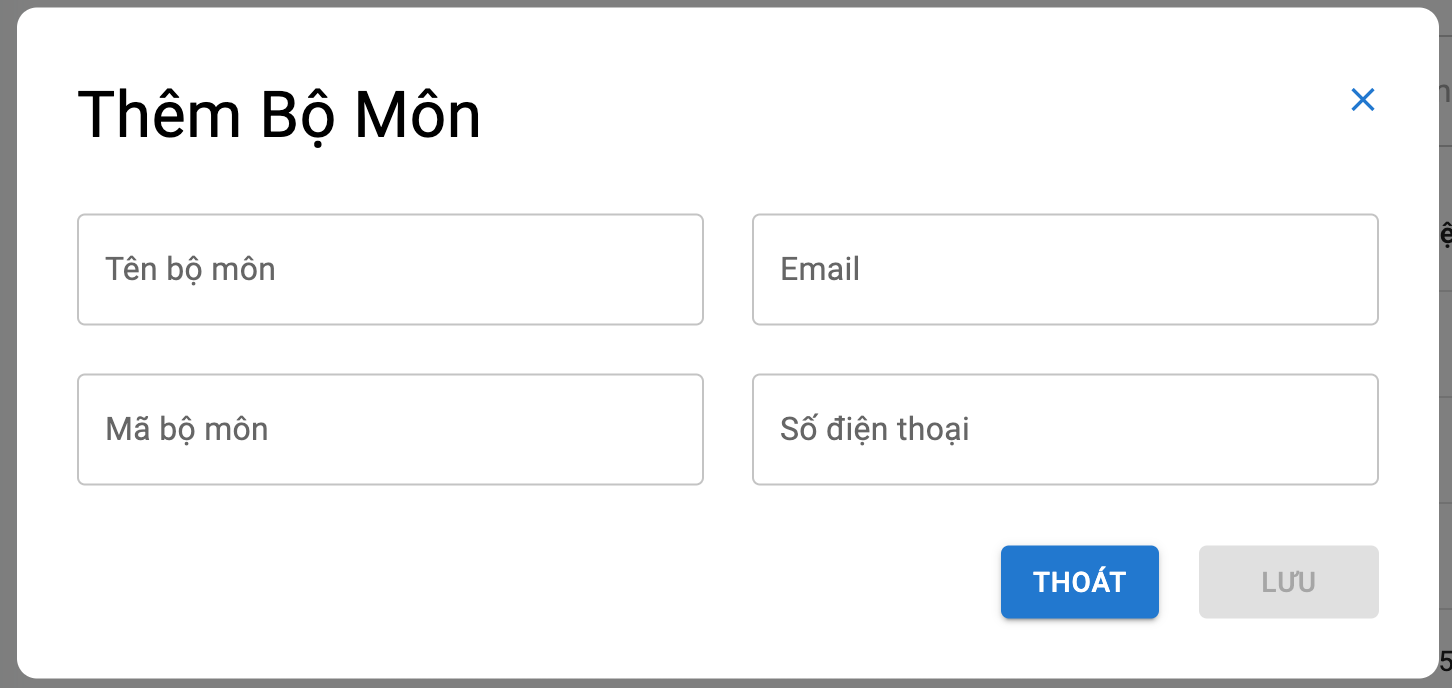 Thêm Bộ Môn
Tên bộ môn
Email
Mã bộ môn
Số điện thoại
THOÁT
LƯU